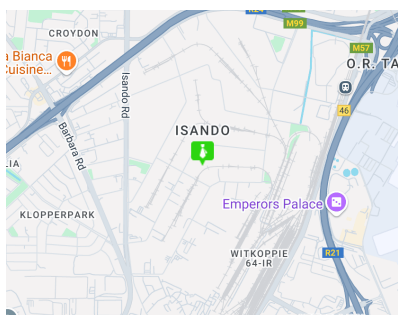 R24
M99
CROYDON
M57
a Bianca
Cuisine...
O.R. TA
Isando Rd
46
ISANDO
Barbara Rd
LIA
Emperors Palace
KLOPPERPARK
WITKOPPIE
64-IR
R21